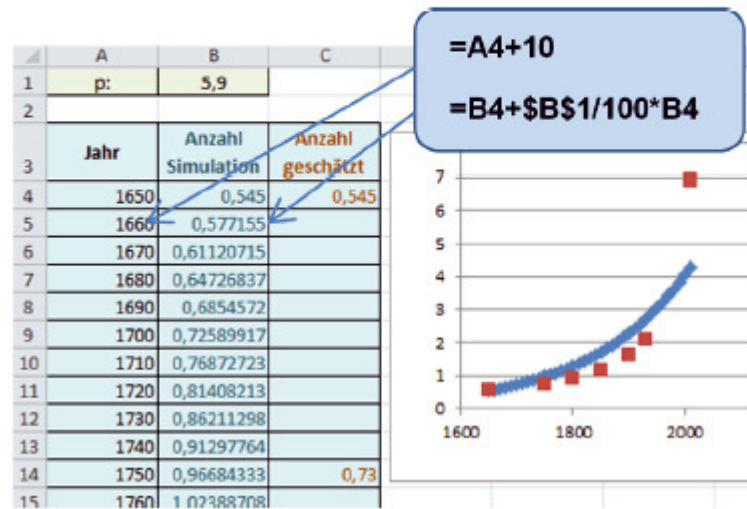 =A4+10
=B4+$B$1/100*B4
A B C
1 p: 5,9
2
3 Jahr Anzahl Simulation Anzahl geschätzt
4 1650 0,545 0,545
5 1660 0,577155
6 1670 0,61120715
7 1680 0,64726837
8 1690 0,6854572
9 1700 0,72589917
10 1710 0,76872723
11 1720 0,81408213
12 1730 0,86211298
13 1740 0,91297764
14 1750 0,96684333 0,73
15 1760 1,02388708
7
6
5
4
3
2
1
0
1600 1800 2000